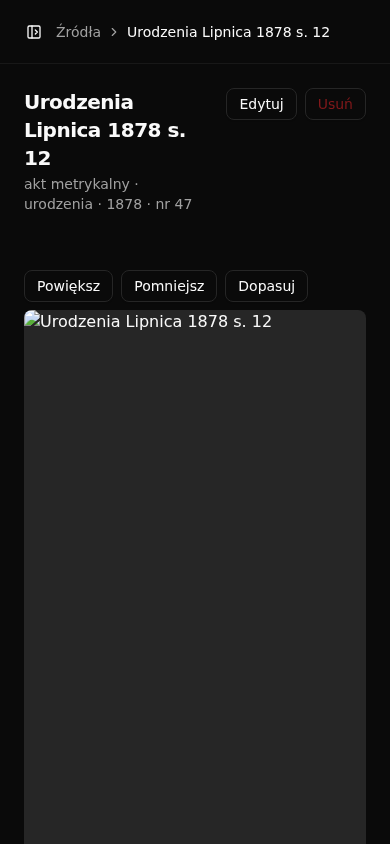 Źródła > Urodzenia Lipnica 1878 s. 12
Urodzenia
Lipnica 1878 s.
12
Edytuj
Usuń
akt metrykalny ·
urodzenia · 1878 · nr 47
Powiększ
Pomniejsz
Dopasuj
Urodzenia Lipnica 1878 s. 12